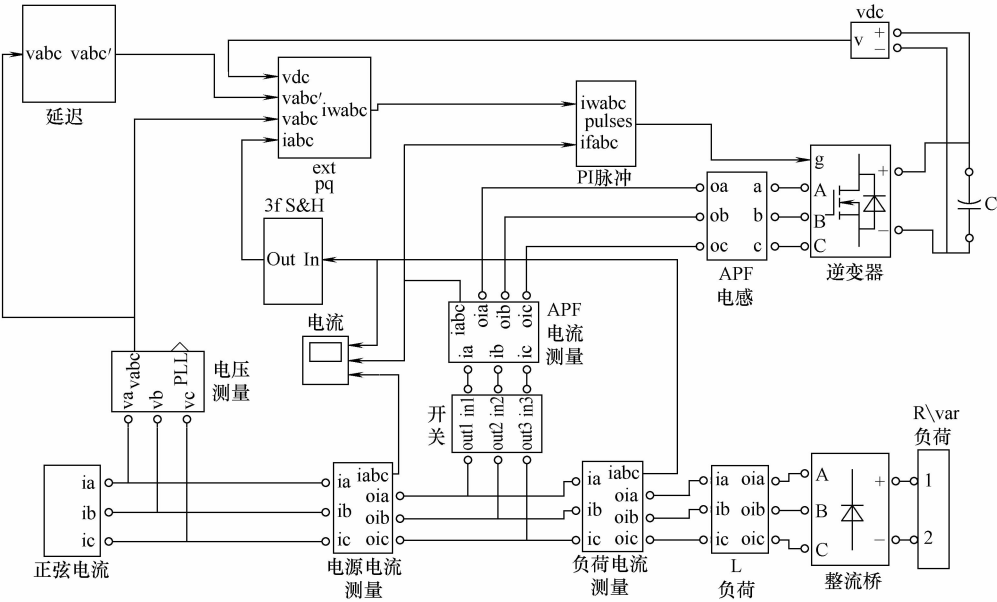 vdc
v
+
−
vabc vabc′
延迟
vdc
vabc′
vabc
iabc
iwabc
ext
pq
iwabc
pulses
ifabc
PI脉冲
g
A
B
C
+
−
逆变器
C
oa a
ob b
oc c
APF
电感
3f S&H
Out In
电流
iabc oia oib oic
ia ib ic
APF
电流
测量
vabc PLL
va vb vc
电压
测量
in1 in2 in3
out1 out2 out3
开
关
ia
ib
ic
正弦电流
ia iabc
oia
ib oib
ic oic
电源电流
测量
ia iabc
oia
ib oib
ic oic
负荷电流
测量
ia oia
ib oib
ic oic
L
负荷
A
B
C
+
−
整流桥
R\var
负荷
1
2